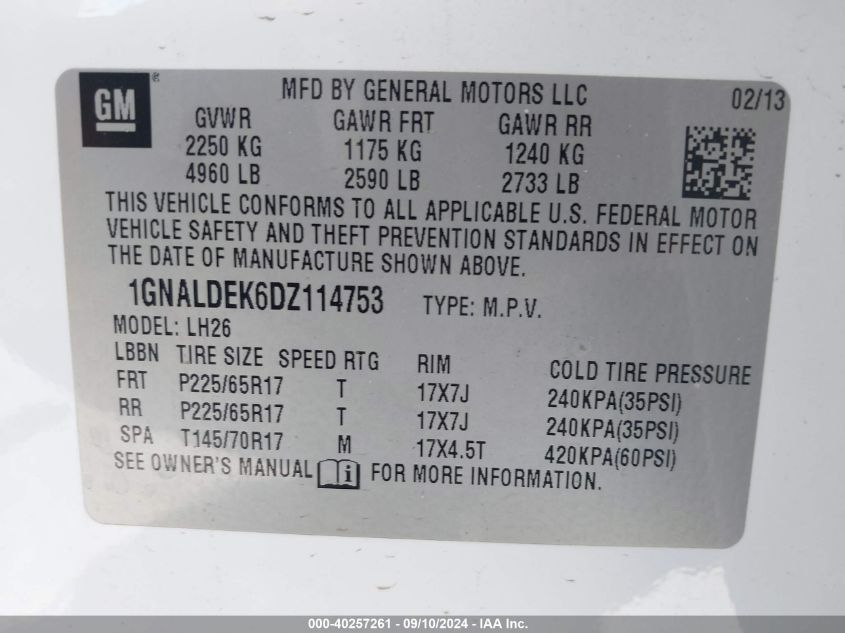 GM ®
MFD BY GENERAL MOTORS LLC 02/13
GVWR GAWR FRT GAWR RR
2250 KG 1175 KG 1240 KG
4960 LB 2590 LB 2733 LB
THIS VEHICLE CONFORMS TO ALL APPLICABLE U.S. FEDERAL MOTOR
VEHICLE SAFETY AND THEFT PREVENTION STANDARDS IN EFFECT ON
THE DATE OF MANUFACTURE SHOWN ABOVE.
1GNALDEK6DZ114753 TYPE: M.P.V.
MODEL: LH26
LBBN TIRE SIZE SPEED RTG RIM COLD TIRE PRESSURE
FRT P225/65R17 T 17X7J 240KPA(35PSI)
RR P225/65R17 T 17X7J 240KPA(35PSI)
SPA T145/70R17 M 17X4.5T 420KPA(60PSI)
SEE OWNER'S MANUAL FOR MORE INFORMATION.
000-40257261 - 09/10/2024 - IAA Inc.